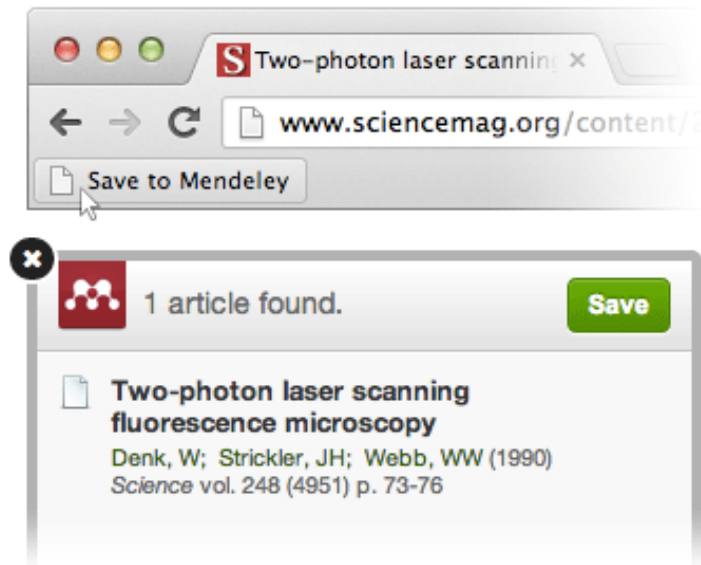 S Two-photon laser scanning
www.sciencemag.org/content/
Save to Mendeley
1 article found.
Save
Two-photon laser scanning
fluorescence microscopy
Denk, W; Strickler, JH; Webb, WW (1990)
Science vol. 248 (4951) p. 73-76